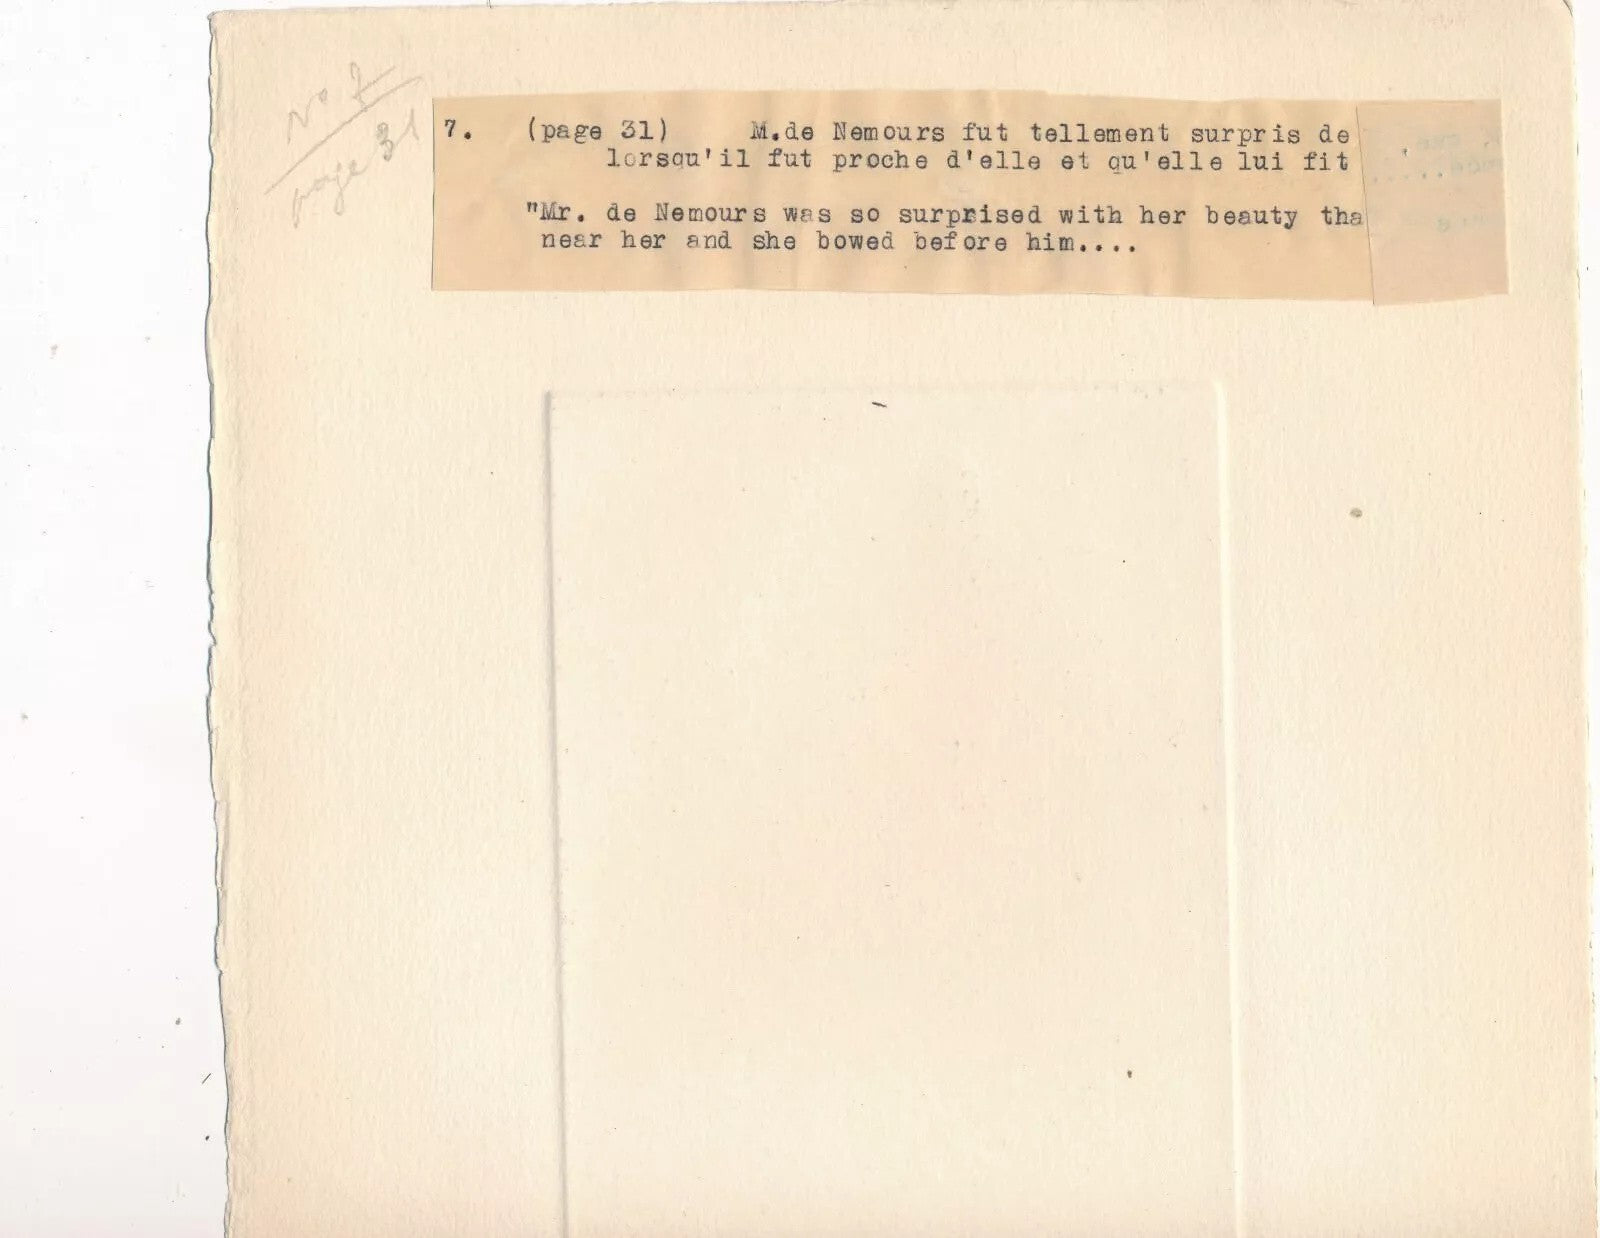 No 7
page 31
7. (page 31) M.de Nemours fut tellement surpris de
lorsqu'il fut proche d'elle et qu'elle lui fit
"Mr. de Nemours was so surprised with her beauty tha
near her and she bowed before him....